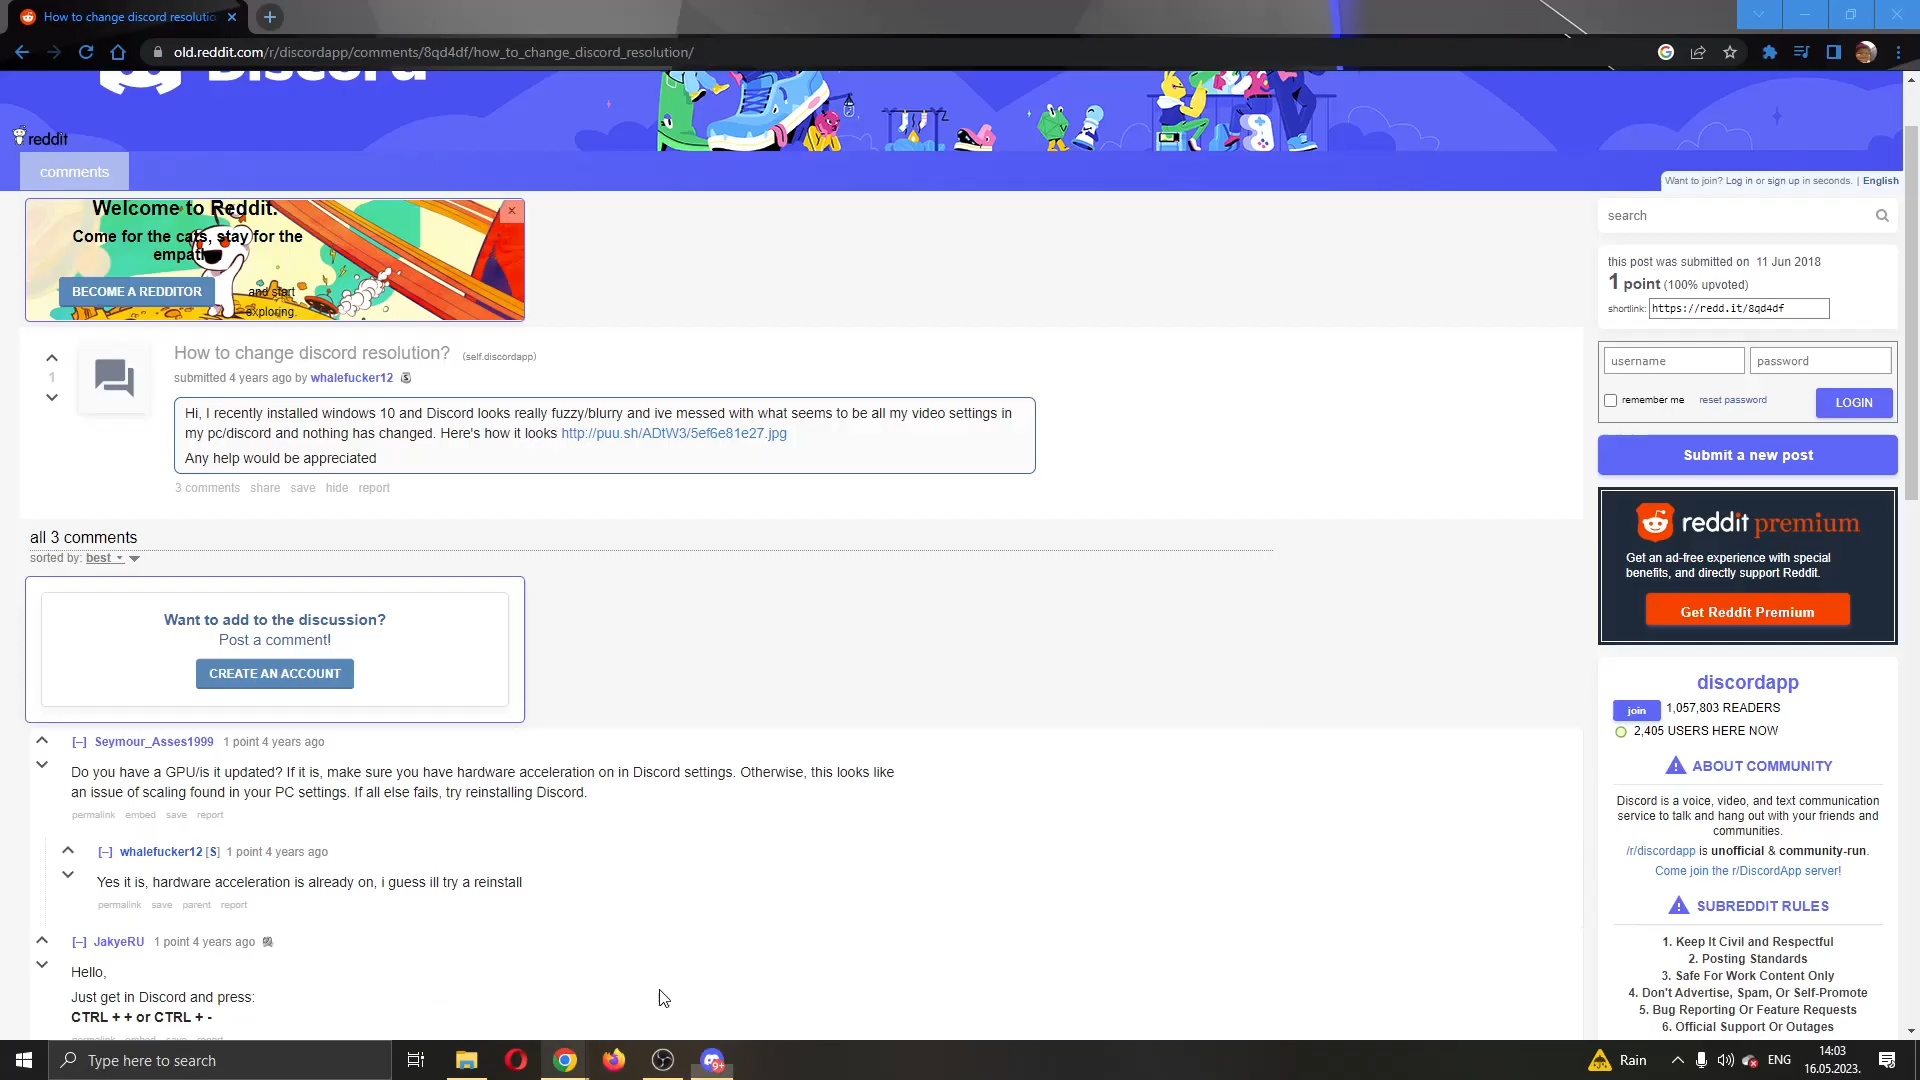 How to change discord resolutio
old.reddit.com/r/discordapp/comments/8qd4df/how_to_change_discord_resolution/
Discord
reddit
comments
Want to join? Log in or sign up in seconds. | English
Welcome to Reddit.
Come for the cats, stay for the
empathy.
BECOME A REDDITOR
and start
exploring.
search
this post was submitted on 11 Jun 2018
1 point (100% upvoted)
shortlink: https://redd.it/8qd4df
1
How to change discord resolution? (self.discordapp)
submitted 4 years ago by whalefucker12
Hi, I recently installed windows 10 and Discord looks really fuzzy/blurry and ive messed with what seems to be all my video settings in
my pc/discord and nothing has changed. Here's how it looks http://puu.sh/ADtW3/5ef6e81e27.jpg
Any help would be appreciated
3 comments share save hide report
username
password
remember me reset password
LOGIN
Submit a new post
reddit premium
Get an ad-free experience with special
benefits, and directly support Reddit.
Get Reddit Premium
all 3 comments
sorted by: best
Want to add to the discussion?
Post a comment!
CREATE AN ACCOUNT
[–] Seymour_Asses1999 1 point 4 years ago
Do you have a GPU/is it updated? If it is, make sure you have hardware acceleration on in Discord settings. Otherwise, this looks like
an issue of scaling found in your PC settings. If all else fails, try reinstalling Discord.
permalink embed save report
[–] whalefucker12 [S] 1 point 4 years ago
Yes it is, hardware acceleration is already on, i guess ill try a reinstall
permalink save parent report
[–] JakyeRU 1 point 4 years ago
Hello,
Just get in Discord and press:
CTRL + + or CTRL + -
permalink embed save report
discordapp
join 1,057,803 READERS
2,405 USERS HERE NOW
ABOUT COMMUNITY
Discord is a voice, video, and text communication
service to talk and hang out with your friends and
communities.
/r/discordapp is unofficial & community-run.
Come join the r/DiscordApp server!
SUBREDDIT RULES
1. Keep It Civil and Respectful
2. Posting Standards
3. Safe For Work Content Only
4. Don't Advertise, Spam, Or Self-Promote
5. Bug Reporting Or Feature Requests
6. Official Support Or Outages
Type here to search
9+
Rain
ENG
14:03
16.05.2023.